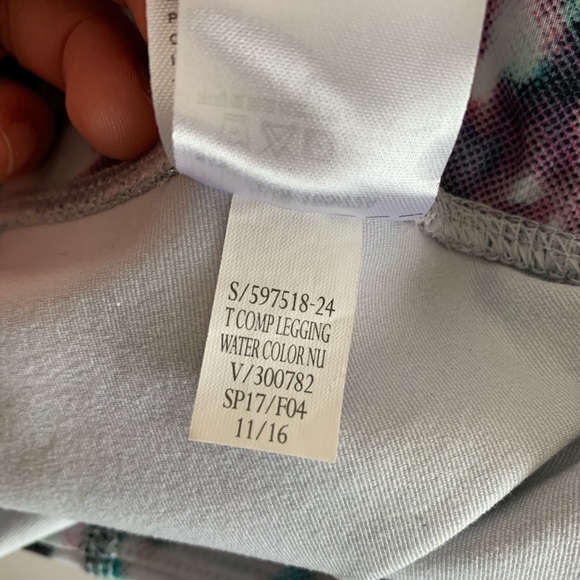 S/597518-24
T COMP LEGGING
WATER COLOR NU
V/300782
SP17/F04
11/16